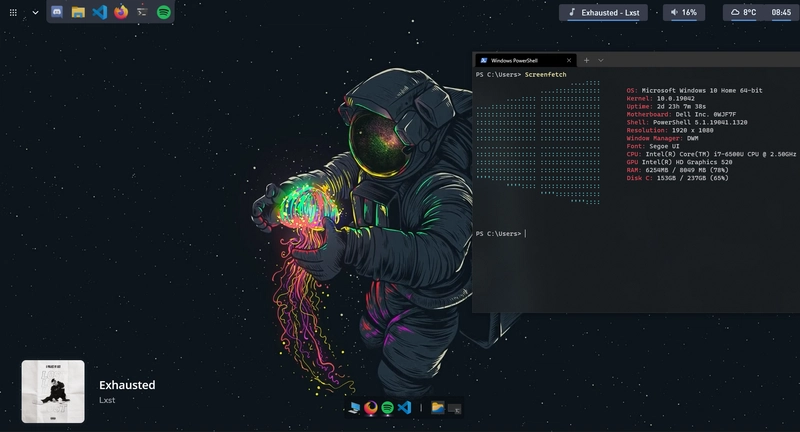 Exhausted - Lxst
16%
8°C
08:45
Windows PowerShell
PS C:\Users> Screenfetch
OS: Microsoft Windows 10 Home 64-bit
Kernel: 10.0.19042
Uptime: 2d 23h 7m 38s
Motherboard: Dell Inc. 0WJF7F
Shell: PowerShell 5.1.19041.1320
Resolution: 1920 x 1080
Window Manager: DWM
Font: Segoe UI
CPU: Intel(R) Core(TM) i7-6500U CPU @ 2.50GHz
GPU Intel(R) HD Graphics 520
RAM: 6254MB / 8049 MB (78%)
Disk C: 153GB / 237GB (65%)
PS C:\Users>
Exhausted
Lxst